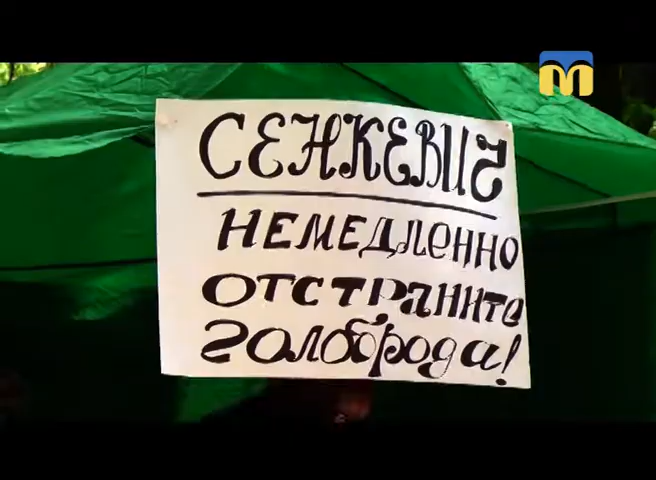 СЕНКЕВИЧ
НЕМЕДЛЕННО
ОТСТРАНИТЕ
ГОЛОБРОДА!
m